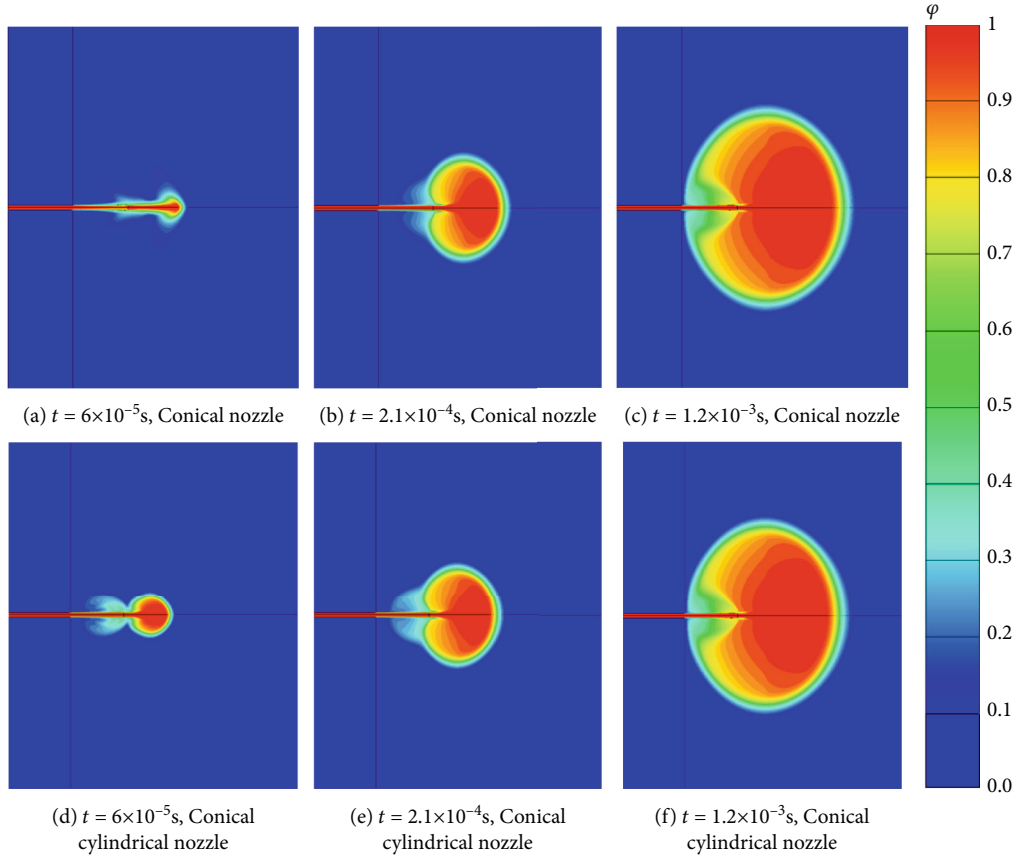 φ
1
0.9
0.8
0.7
0.6
0.5
0.4
0.3
0.2
0.1
0.0
(a) t = 6×10⁻⁵s, Conical nozzle
(b) t = 2.1×10⁻⁴s, Conical nozzle
(c) t = 1.2×10⁻³s, Conical nozzle
(d) t = 6×10⁻⁵s, Conical
cylindrical nozzle
(e) t = 2.1×10⁻⁴s, Conical
cylindrical nozzle
(f) t = 1.2×10⁻³s, Conical
cylindrical nozzle